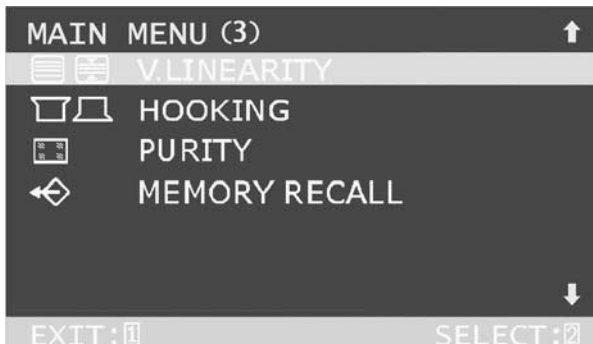 MAIN MENU (3)
V.LINEARITY
HOOKING
PURITY
MEMORY RECALL
EXIT:1 SELECT:2